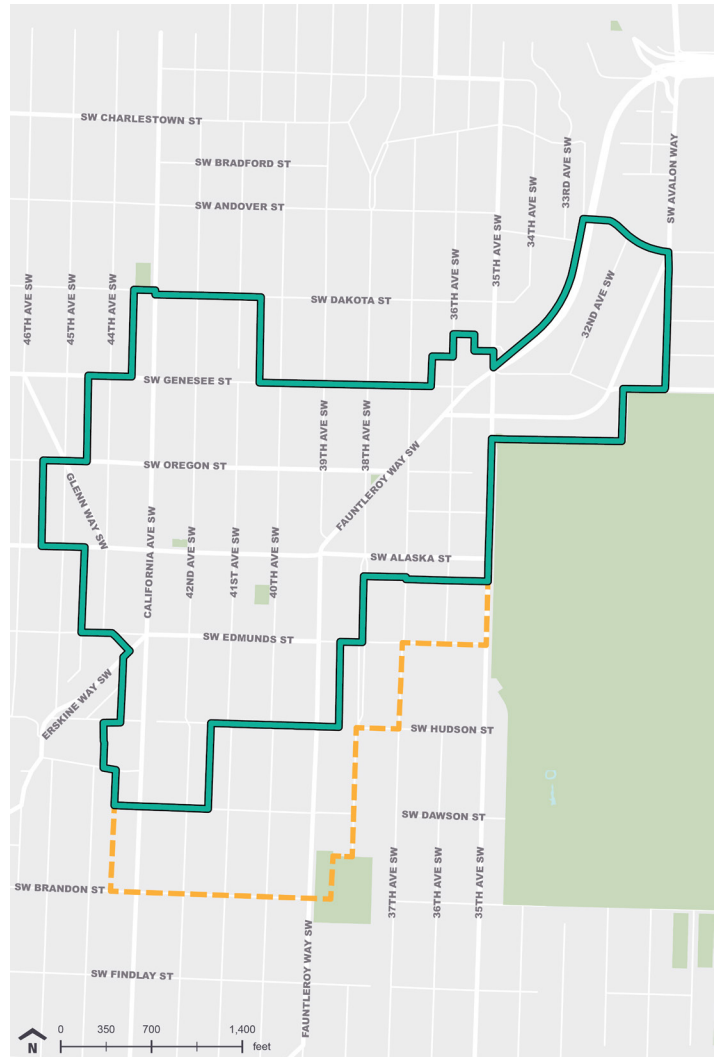 SW CHARLESTOWN ST
SW BRADFORD ST
SW ANDOVER ST
33RD AVE SW
SW AVALON WAY
34TH AVE SW
35TH AVE SW
36TH AVE SW
32ND AVE SW
46TH AVE SW
45TH AVE SW
44TH AVE SW
SW DAKOTA ST
SW GENESEE ST
39TH AVE SW
38TH AVE SW
FAUNTLEROY WAY SW
SW OREGON ST
GLENN WAY SW
CALIFORNIA AVE SW
42ND AVE SW
41ST AVE SW
40TH AVE SW
SW ALASKA ST
SW EDMUNDS ST
ERSKINE WAY SW
SW HUDSON ST
SW DAWSON ST
37TH AVE SW
36TH AVE SW
35TH AVE SW
SW BRANDON ST
FAUNTLEROY WAY SW
SW FINDLAY ST
N
0 350 700 1,400
feet